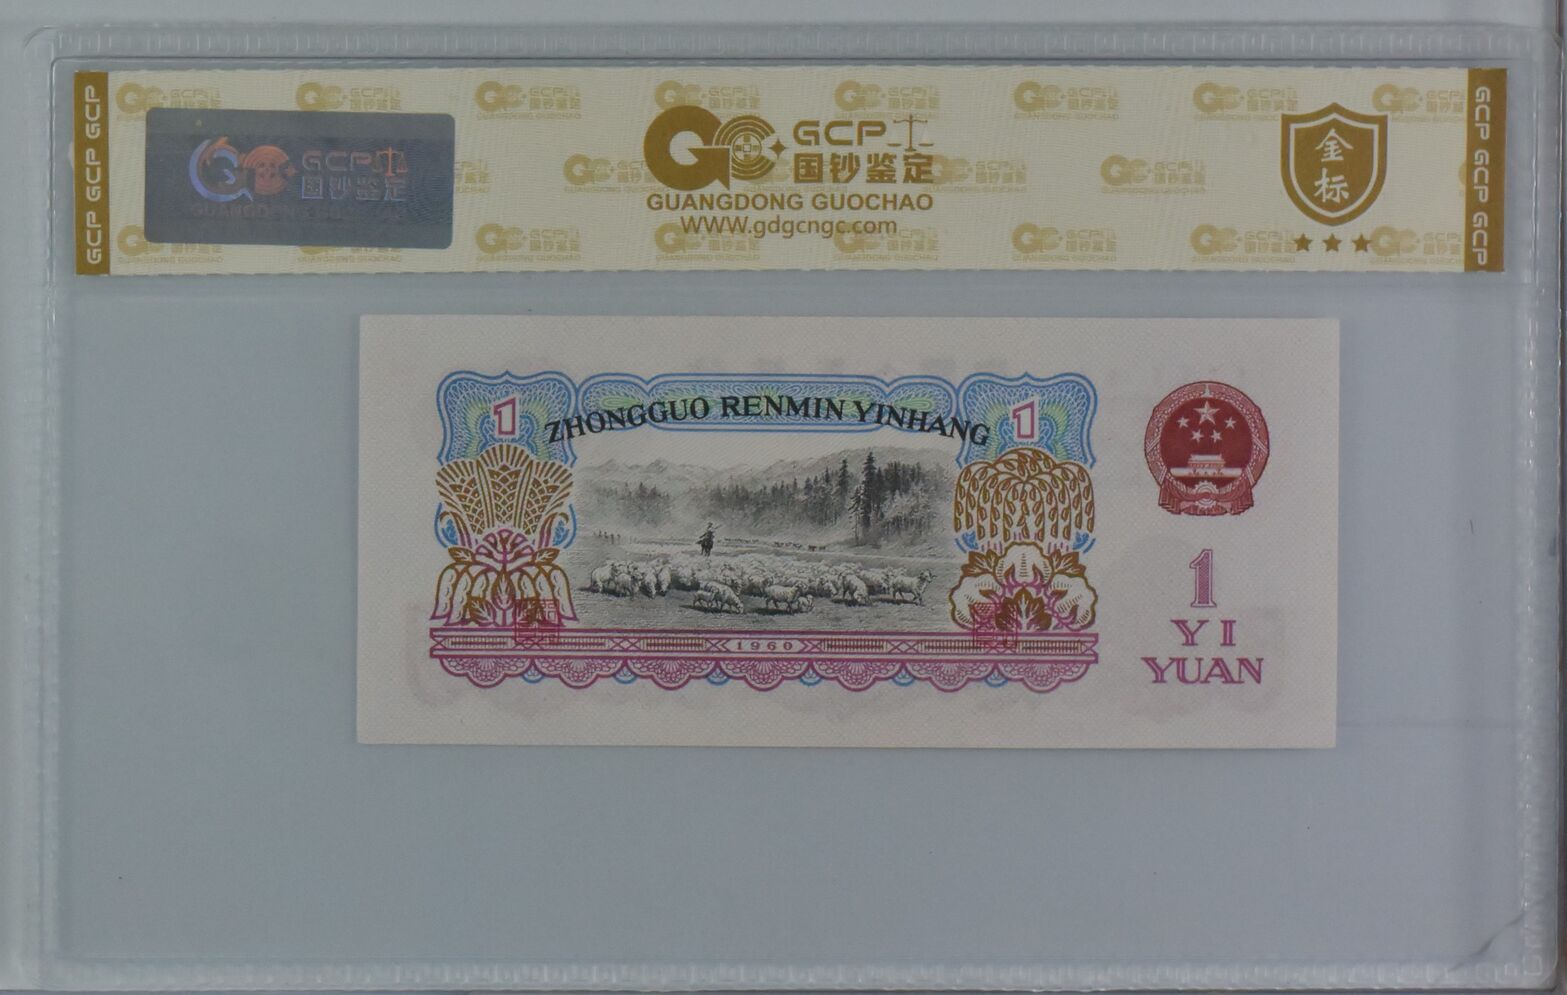 GCP GCP GCP
GCP
国钞鉴定
GCP
国钞鉴定
GUANGDONG GUOCHAO
WWW.gdgcngc.com
金
标
GCP GCP GCP
1
ZHONGGUO RENMIN YINHANG
1
1960
1
YI
YUAN